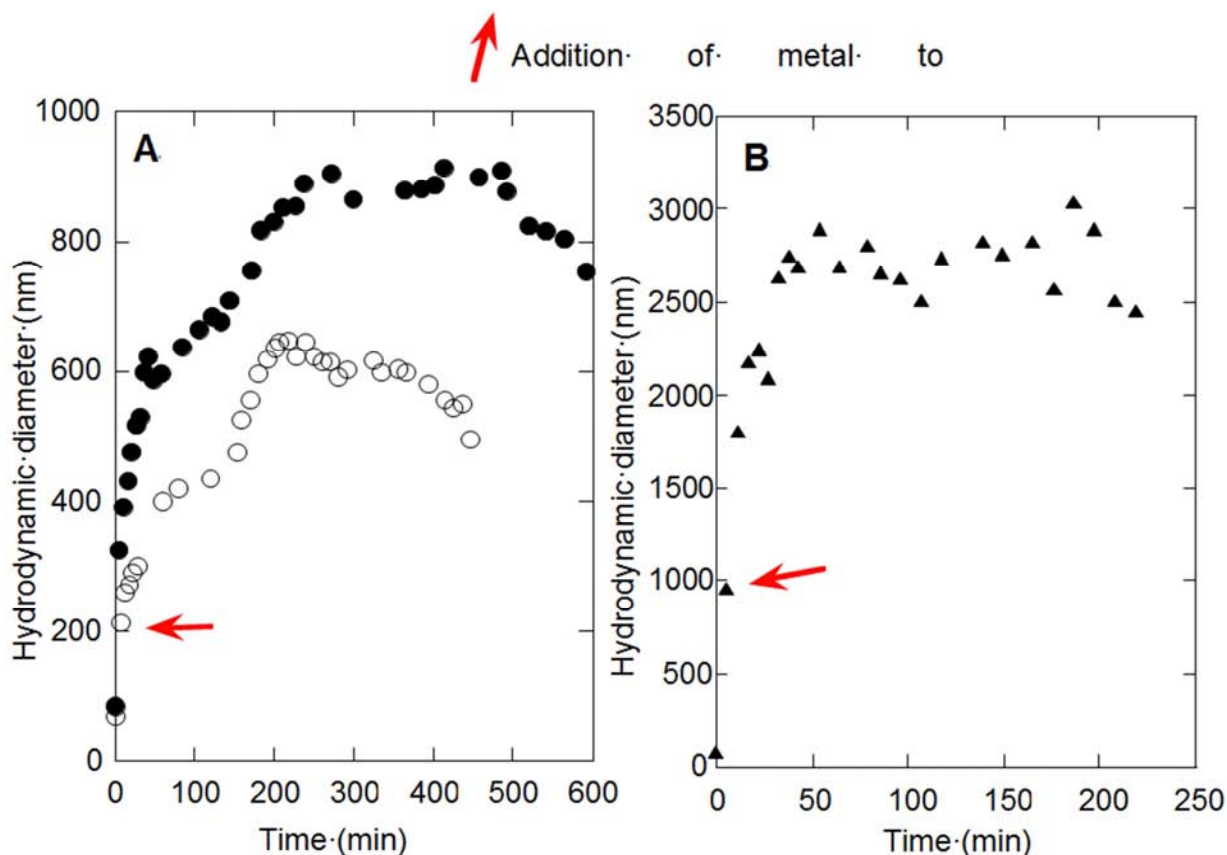 Addition· of· metal· to
A
1000
800
600
400
200
0
Hydrodynamic·diameter·(nm)
0 100 200 300 400 500 600
Time·(min)
B
3500
3000
2500
2000
1500
1000
500
0
Hydrodynamic·diameter·(nm)
0 50 100 150 200 250
Time·(min)